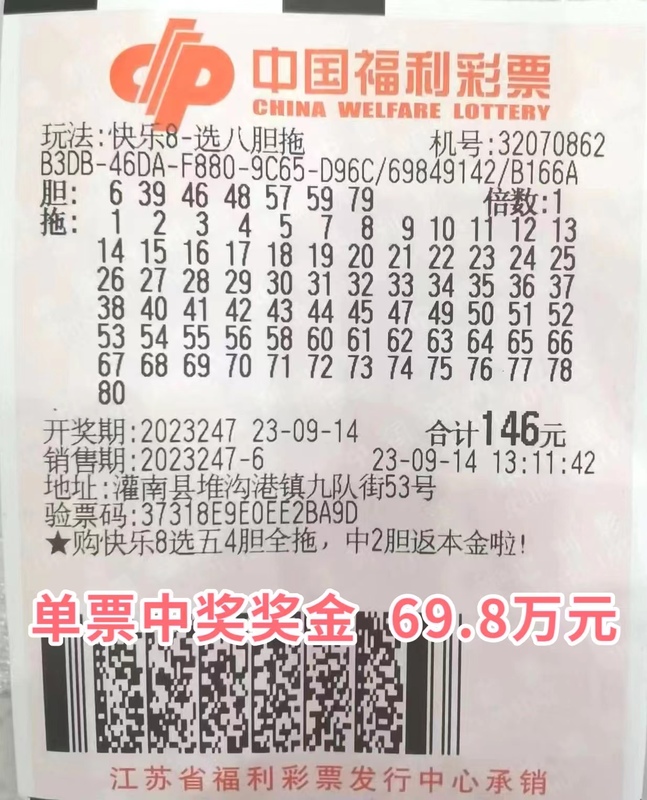 中国福利彩票
CHINA WELFARE LOTTERY
玩法:快乐8-选八胆拖 机号:32070862
B3DB-46DA-F880-9C65-D96C/69849142/B166A
胆: 6 39 46 48 57 59 79 倍数:1
拖: 1 2 3 4 5 7 8 9 10 11 12 13
14 15 16 17 18 19 20 21 22 23 24 25
26 27 28 29 30 31 32 33 34 35 36 37
38 40 41 42 43 44 45 47 49 50 51 52
53 54 55 56 58 60 61 62 63 64 65 66
67 68 69 70 71 72 73 74 75 76 77 78
80
开奖期:2023247 23-09-14 合计146元
销售期:2023247-6 23-09-14 13:11:42
地址:灌南县堆沟港镇九队街53号
验票码:37318E9E0EE2BA9D
★购快乐8选五4胆全拖，中2胆返本金啦!
单票中奖奖金 69.8万元
江苏省福利彩票发行中心承销